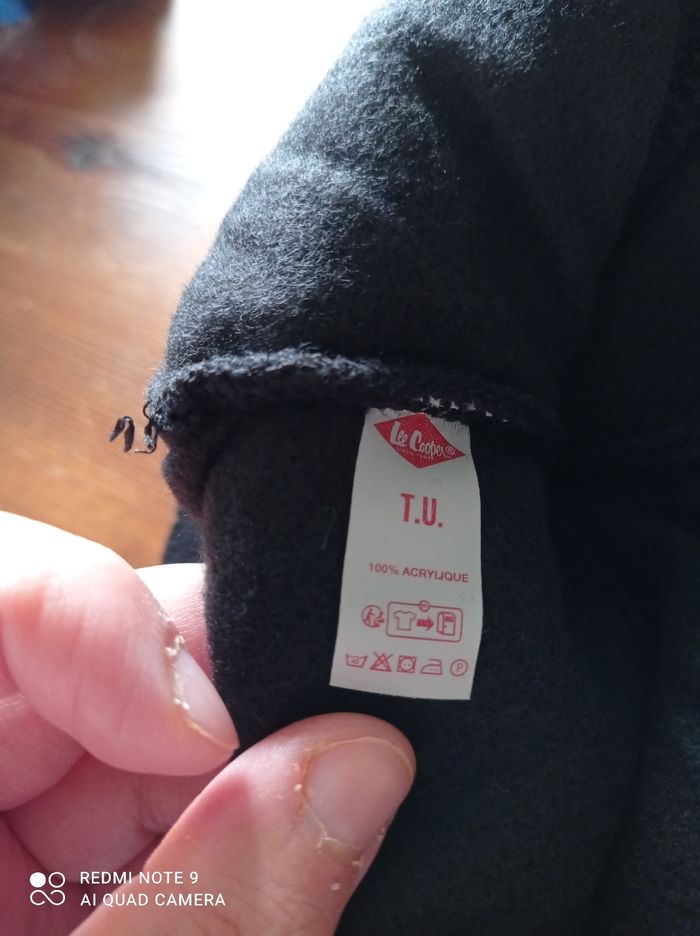 Lee Cooper®
T.U.
100% ACRYLIQUE
P
REDMI NOTE 9
AI QUAD CAMERA